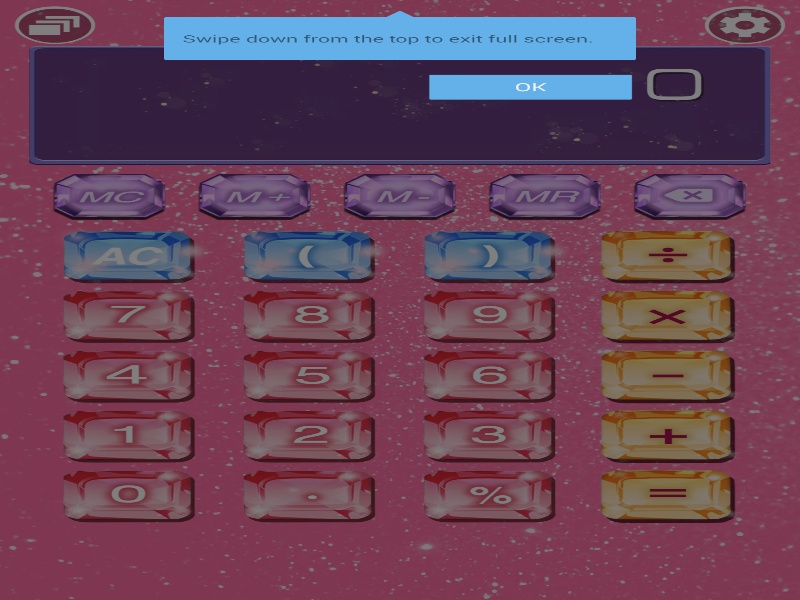 Swipe down from the top to exit full screen.
OK
0
MC M+ M- MR
AC ( ) ÷
7 8 9 ×
4 5 6 −
1 2 3 +
0 . % =